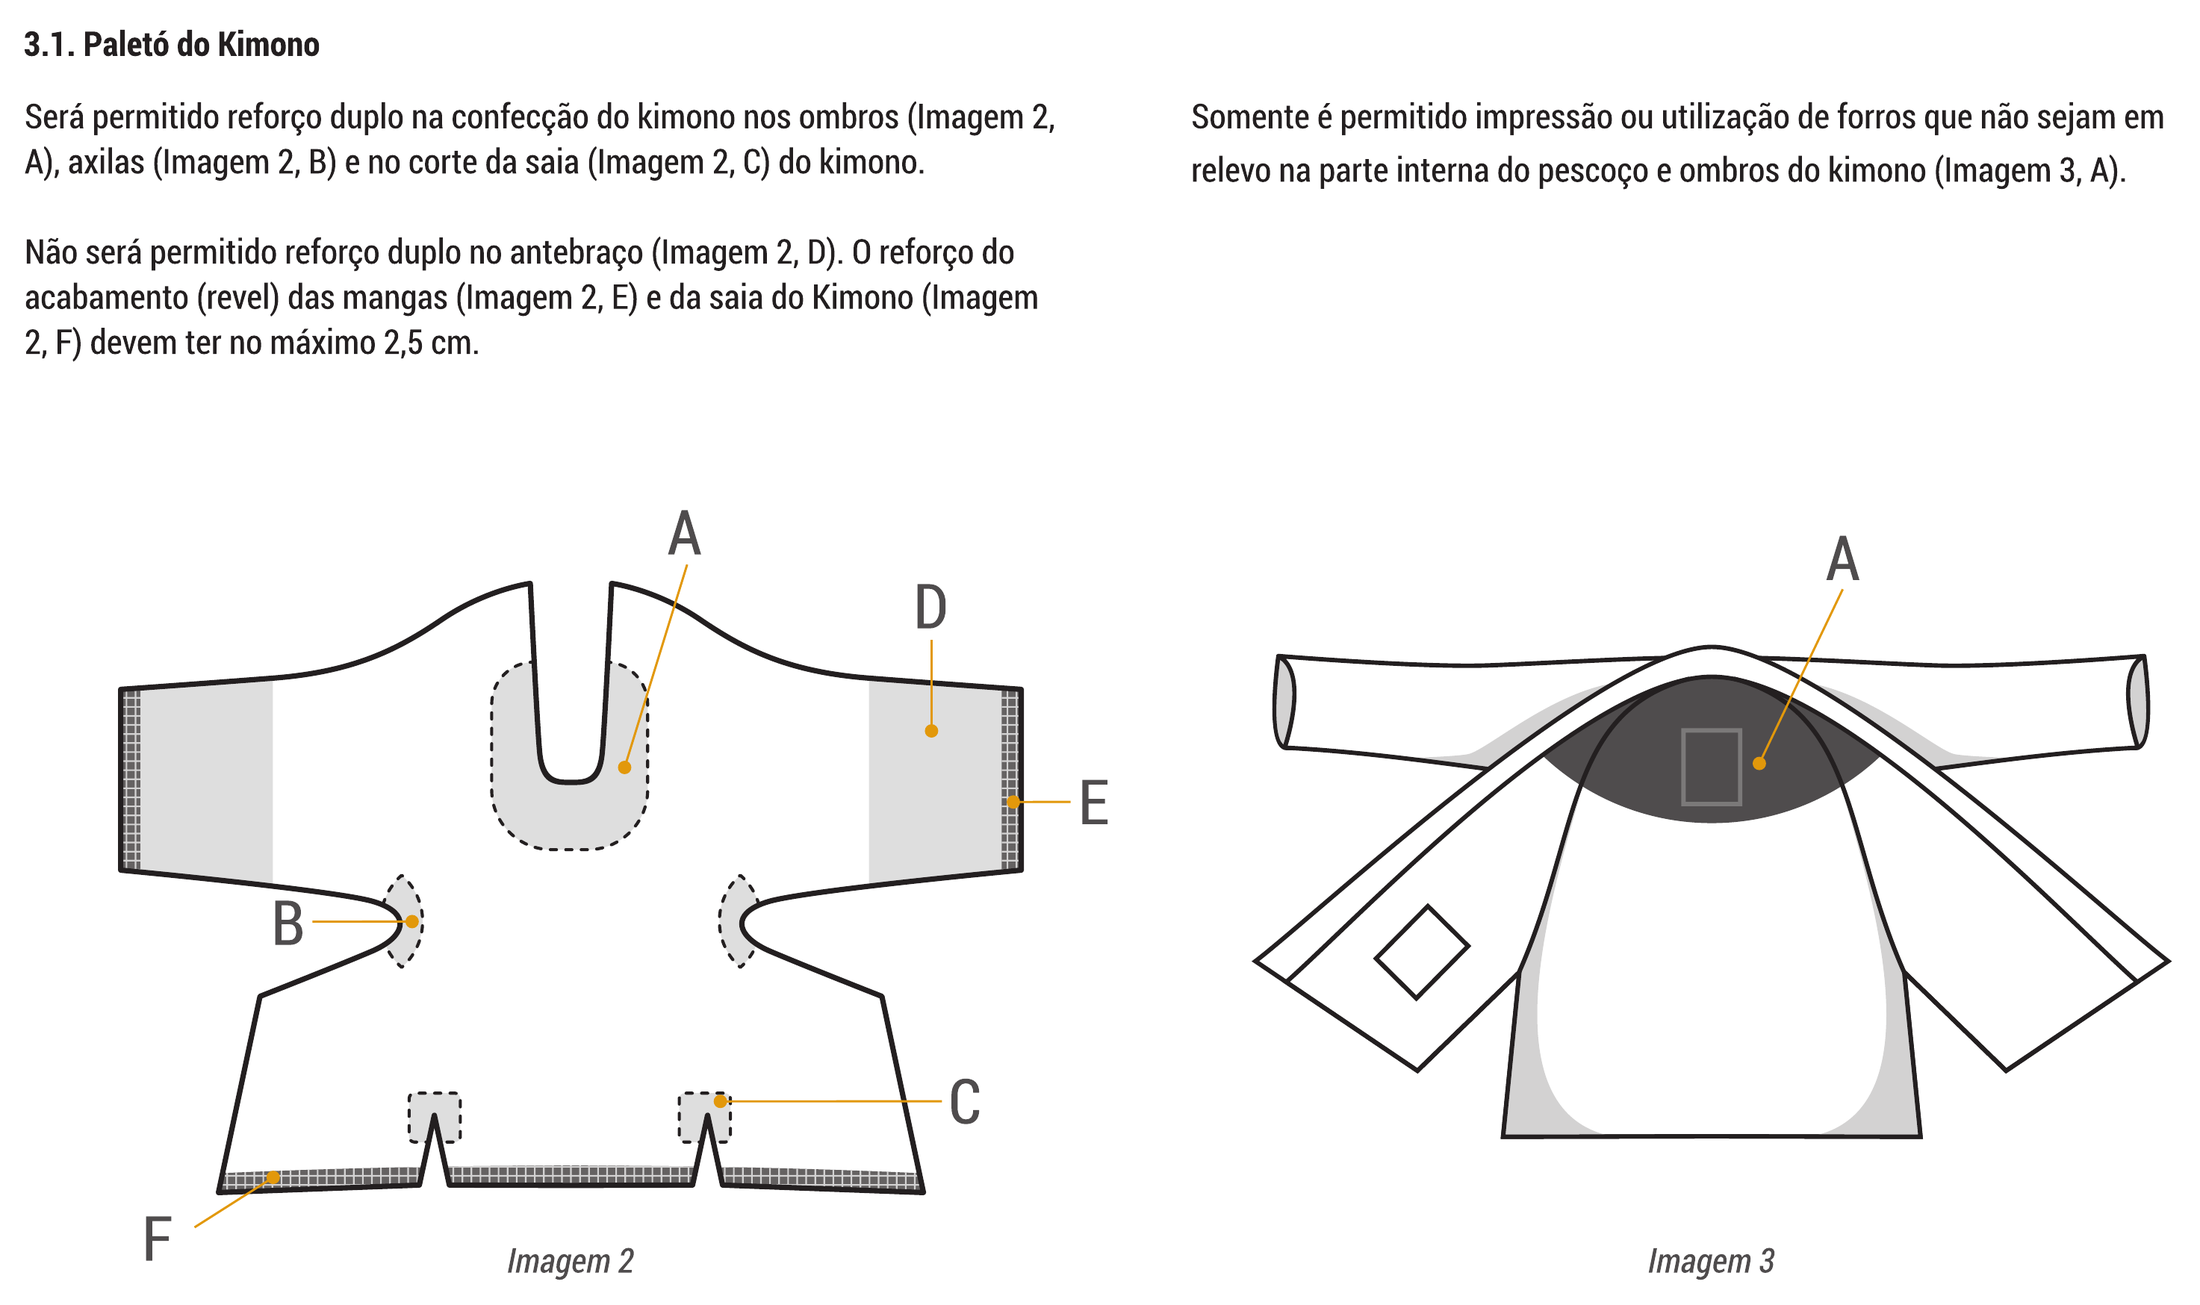 3.1. Paletó do Kimono
Será permitido reforço duplo na confecção do kimono nos ombros (Imagem 2,
A), axilas (Imagem 2, B) e no corte da saia (Imagem 2, C) do kimono.
Não será permitido reforço duplo no antebraço (Imagem 2, D). O reforço do
acabamento (revel) das mangas (Imagem 2, E) e da saia do Kimono (Imagem
2, F) devem ter no máximo 2,5 cm.
Somente é permitido impressão ou utilização de forros que não sejam em
relevo na parte interna do pescoço e ombros do kimono (Imagem 3, A).
A
D
E
B
C
F
Imagem 2
A
Imagem 3